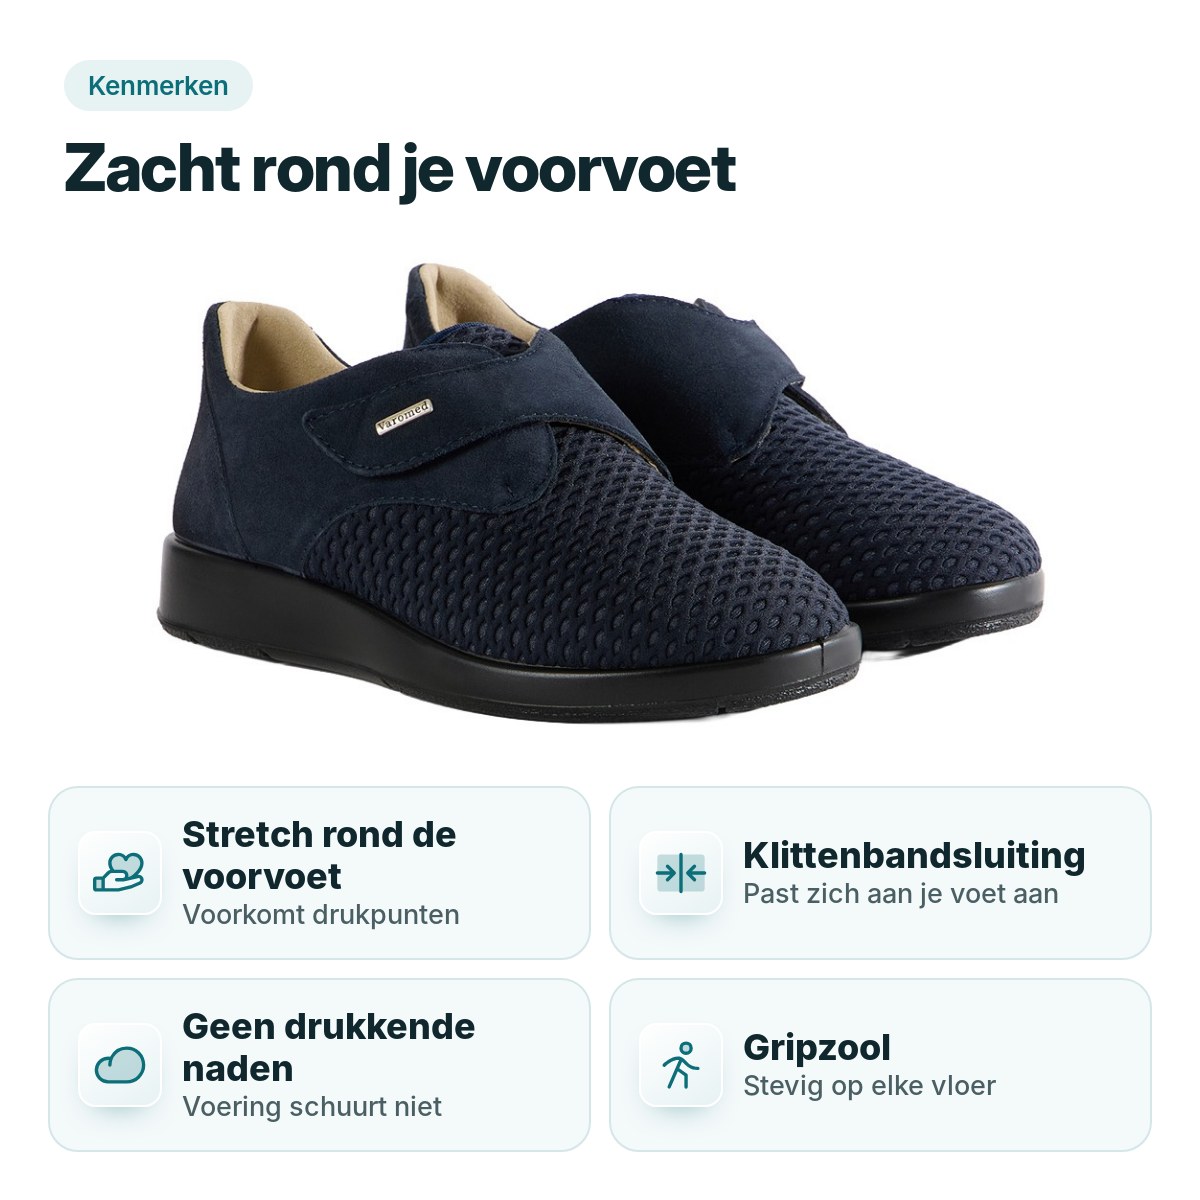 Kenmerken
Zacht rond je voorvoet
Varomed
Stretch rond de
voorvoet
Voorkomt drukpunten
Klittenbandsluiting
Past zich aan je voet aan
Geen drukkende
naden
Voering schuurt niet
Gripzool
Stevig op elke vloer